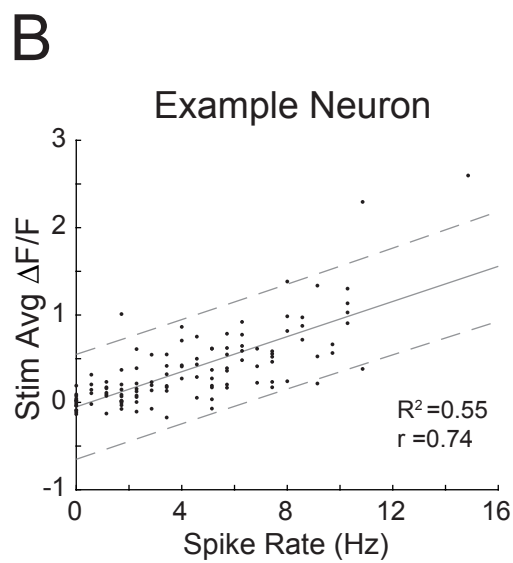 B
Example Neuron
3
2
1
0
-1
Stim Avg ΔF/F
R²=0.55
r =0.74
0 4 8 12 16
Spike Rate (Hz)